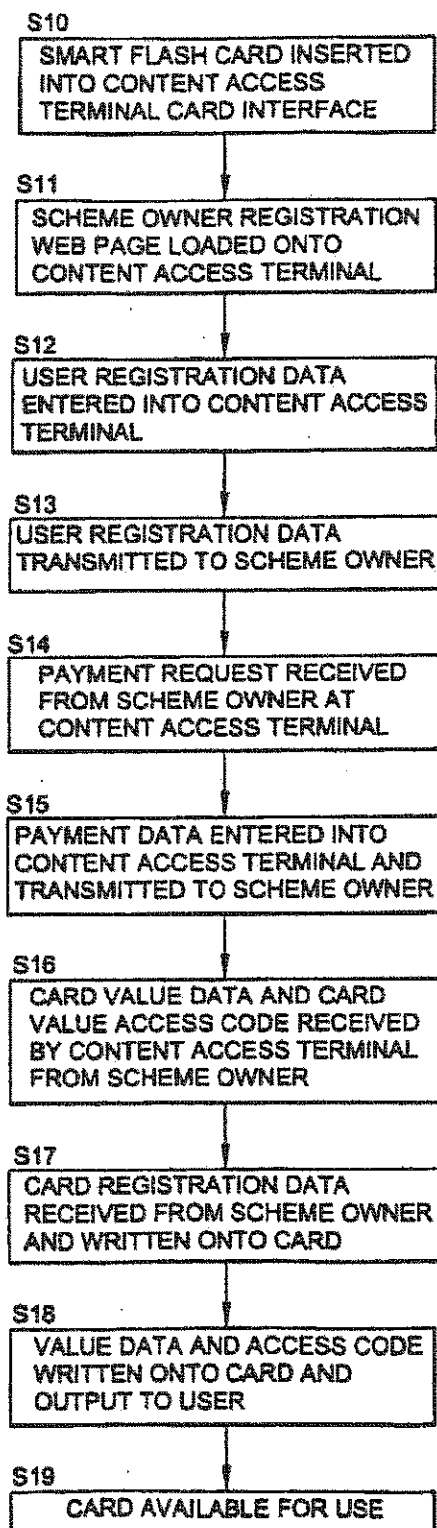 S10
SMART FLASH CARD INSERTED
INTO CONTENT ACCESS
TERMINAL CARD INTERFACE
S11
SCHEME OWNER REGISTRATION
WEB PAGE LOADED ONTO
CONTENT ACCESS TERMINAL
S12
USER REGISTRATION DATA
ENTERED INTO CONTENT ACCESS
TERMINAL
S13
USER REGISTRATION DATA
TRANSMITTED TO SCHEME OWNER
S14
PAYMENT REQUEST RECEIVED
FROM SCHEME OWNER AT
CONTENT ACCESS TERMINAL
S15
PAYMENT DATA ENTERED INTO
CONTENT ACCESS TERMINAL AND
TRANSMITTED TO SCHEME OWNER
S16
CARD VALUE DATA AND CARD
VALUE ACCESS CODE RECEIVED
BY CONTENT ACCESS TERMINAL
FROM SCHEME OWNER
S17
CARD REGISTRATION DATA
RECEIVED FROM SCHEME OWNER
AND WRITTEN ONTO CARD
S18
VALUE DATA AND ACCESS CODE
WRITTEN ONTO CARD AND
OUTPUT TO USER
S19
CARD AVAILABLE FOR USE